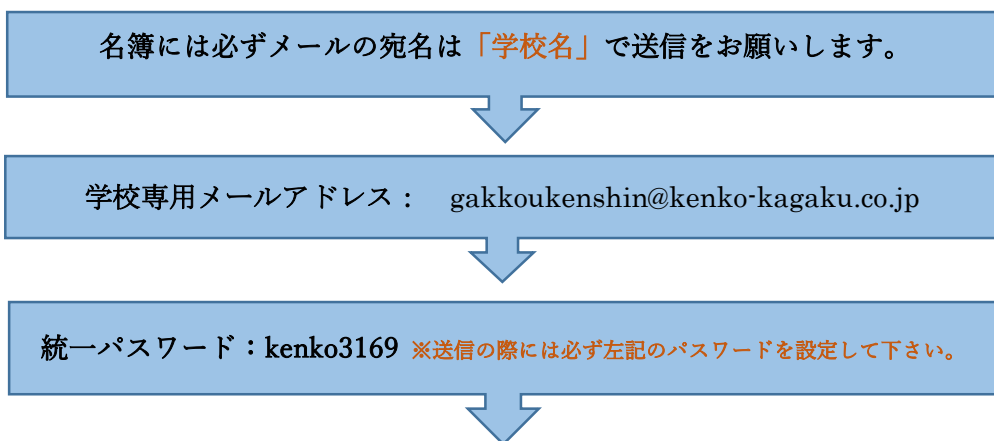 名簿には必ずメールの宛名は「学校名」で送信をお願いします。
学校専用メールアドレス： gakkoukenshin@kenko-kagaku.co.jp
統一パスワード：kenko3169 ※送信の際には必ず左記のパスワードを設定して下さい。